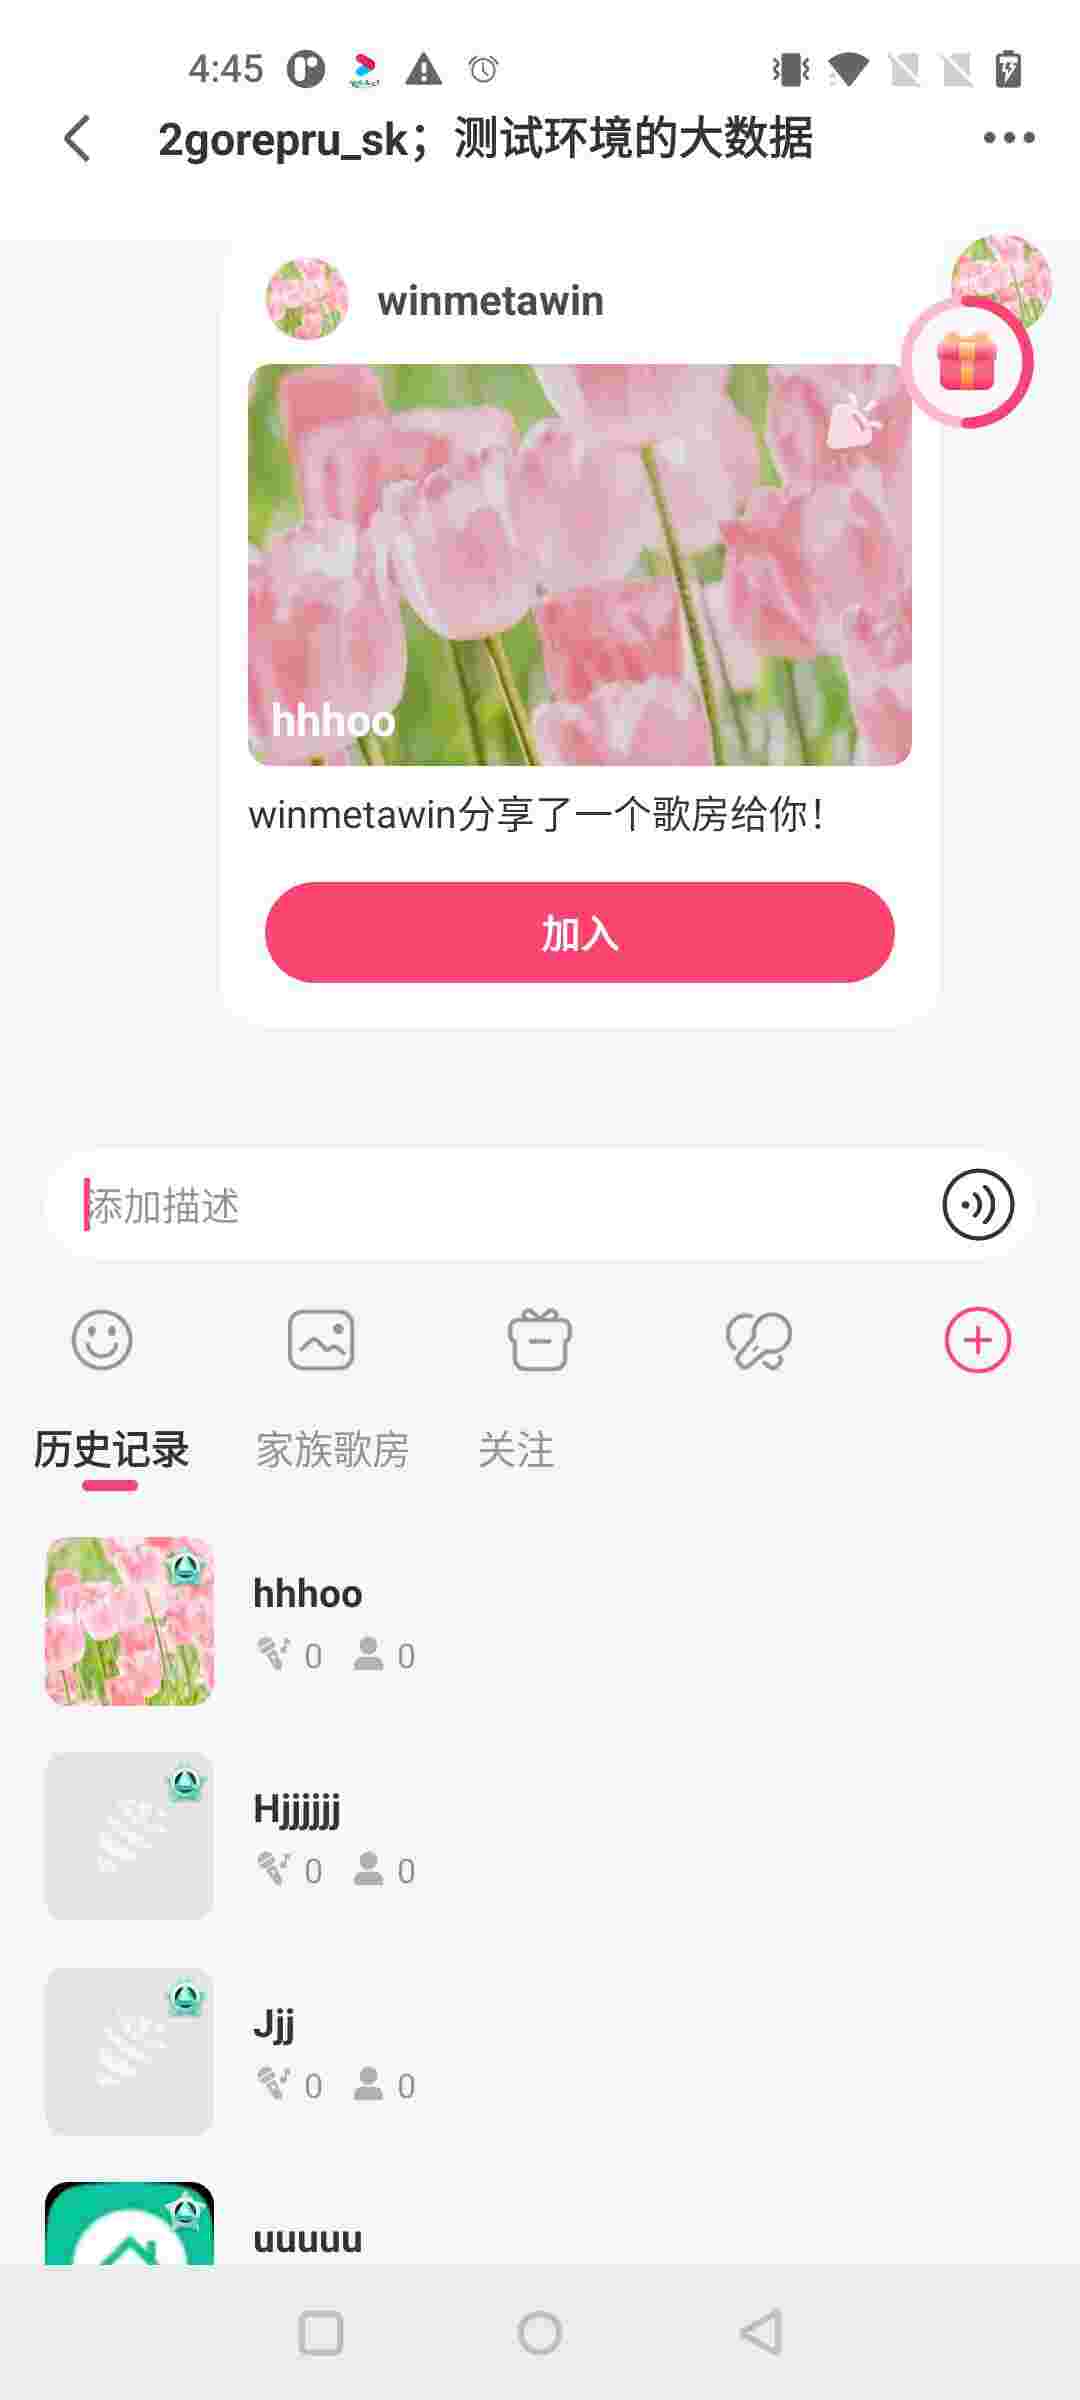 4:45
2gorepru_sk；测试环境的大数据
winmetawin
hhhoo
winmetawin分享了一个歌房给你！
加入
添加描述
历史记录 家族歌房 关注
hhhoo
0 0
Hjjjjjj
0 0
Jjj
0 0
uuuuu